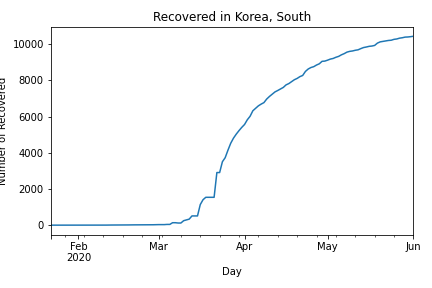 Recovered in Korea, South
Number of Recovered
10000
8000
6000
4000
2000
0
Feb Mar Apr May Jun
2020
Day